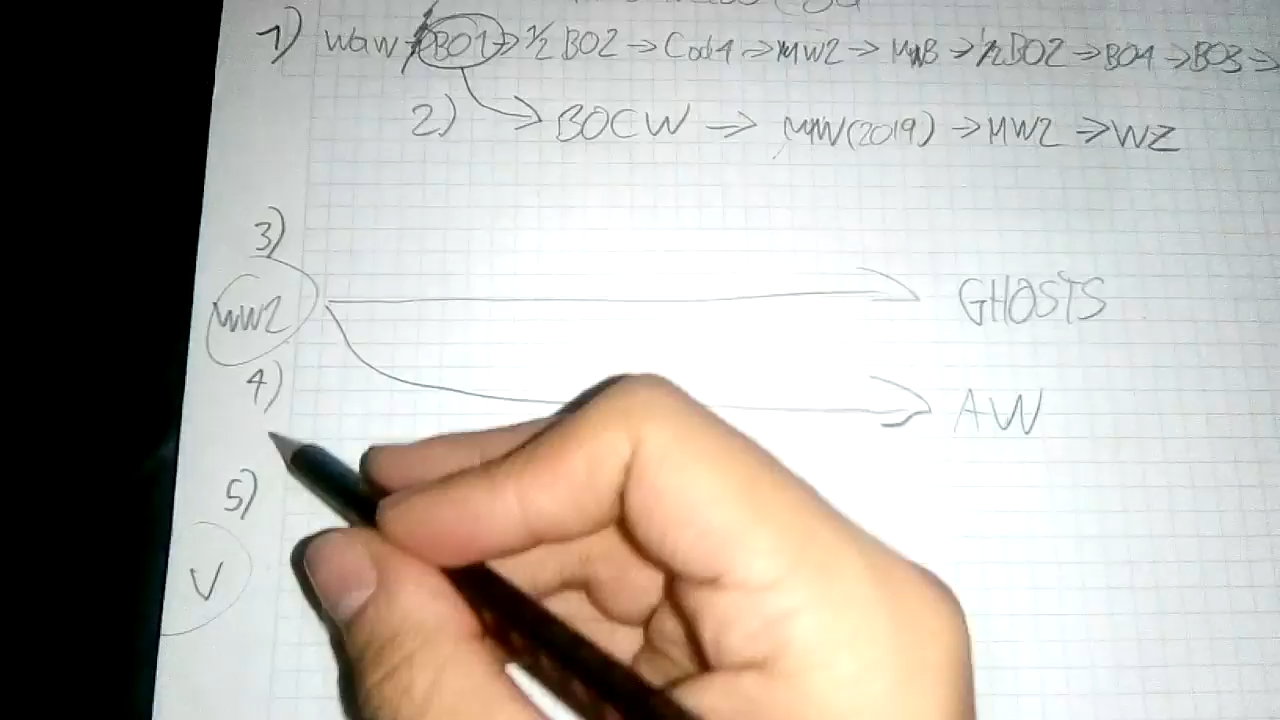 1) WaW → BO1 → 1/2 BO2 → Cod4 → MW2 → MW3 → 1/2 BO2 → BO4 → BO3 →
2) → BOCW → MW(2019) → MW2 → WZ
3)
MW2 GHOSTS
4) AW
5)
V